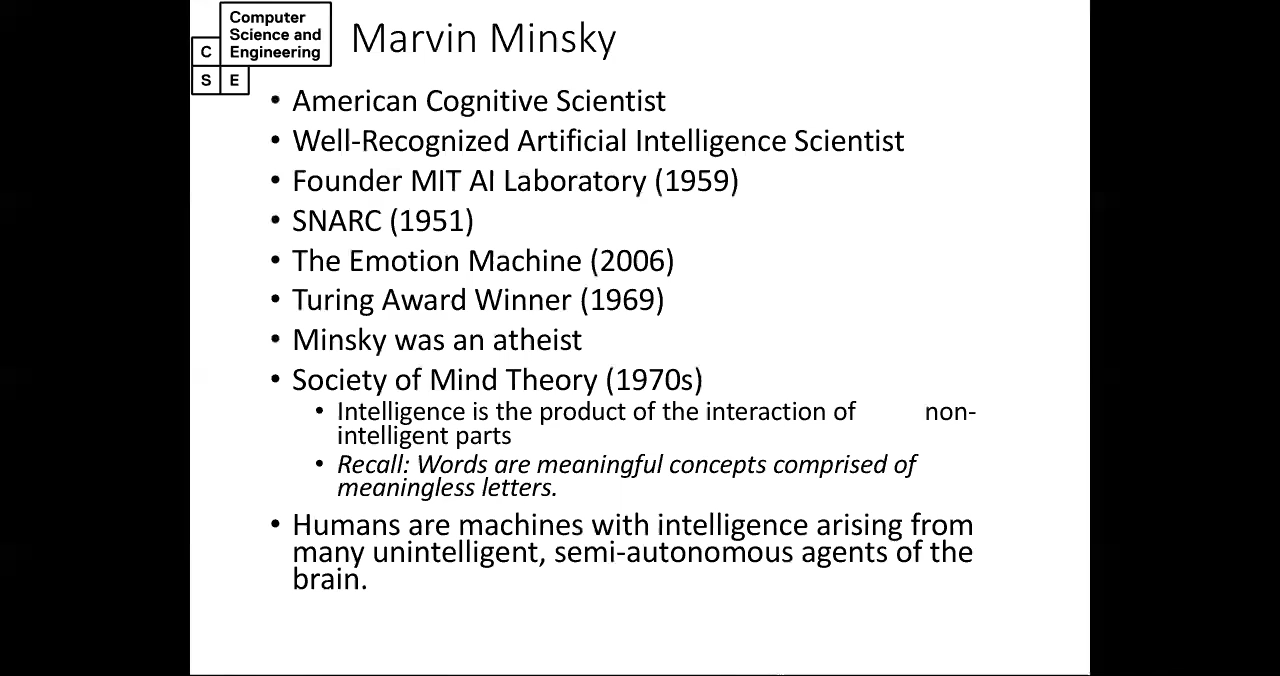 Computer
Science and
Engineering
C
S E
Marvin Minsky
• American Cognitive Scientist
• Well-Recognized Artificial Intelligence Scientist
• Founder MIT AI Laboratory (1959)
• SNARC (1951)
• The Emotion Machine (2006)
• Turing Award Winner (1969)
• Minsky was an atheist
• Society of Mind Theory (1970s)
• Intelligence is the product of the interaction of non-
intelligent parts
• Recall: Words are meaningful concepts comprised of
meaningless letters.
• Humans are machines with intelligence arising from
many unintelligent, semi-autonomous agents of the
brain.